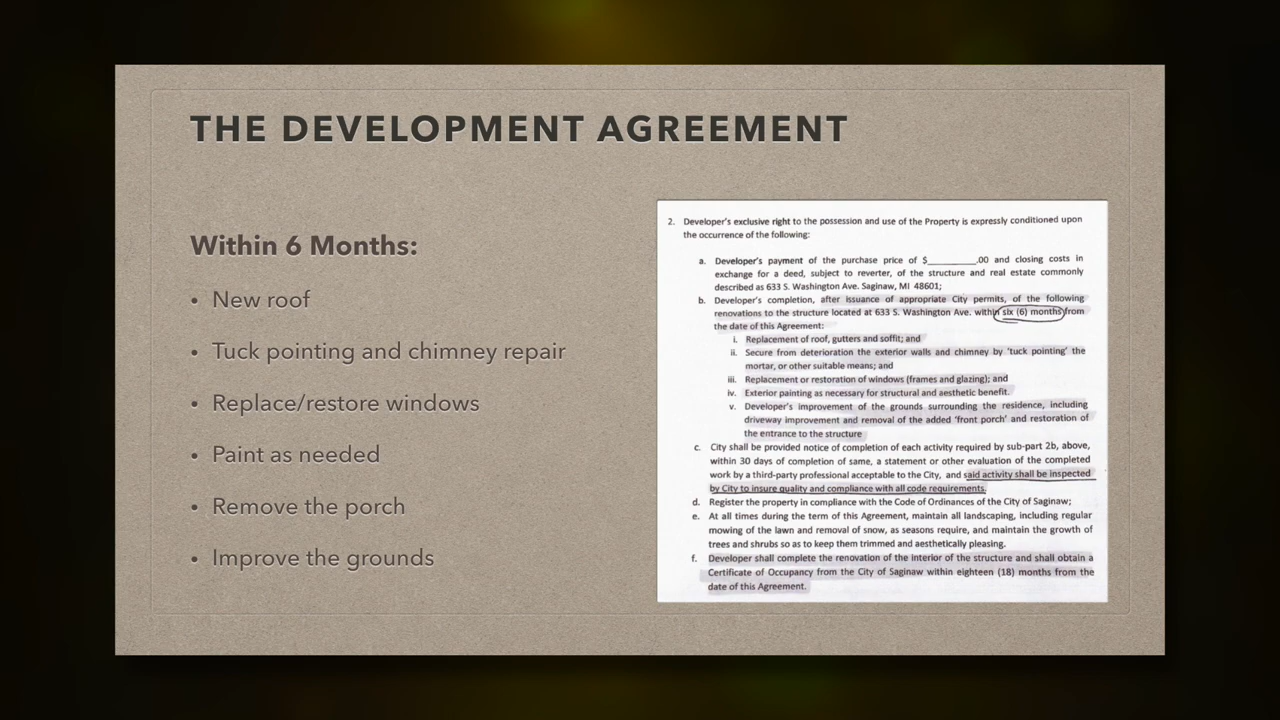 THE DEVELOPMENT AGREEMENT
Within 6 Months:
• New roof
• Tuck pointing and chimney repair
• Replace/restore windows
• Paint as needed
• Remove the porch
• Improve the grounds
2. Developer's exclusive right to the possession and use of the Property is expressly conditioned upon
the occurrence of the following:
a. Developer's payment of the purchase price of $_________.00 and closing costs in
exchange for a deed, subject to reverter, of the structure and real estate commonly
described as 633 S. Washington Ave. Saginaw, MI 48601;
b. Developer's completion, after issuance of appropriate City permits, of the following
renovations to the structure located at 633 S. Washington Ave. within six (6) months from
the date of this Agreement:
i. Replacement of roof, gutters and soffit; and
ii. Secure from deterioration the exterior walls and chimney by 'tuck pointing' the
mortar, or other suitable means; and
iii. Replacement or restoration of windows (frames and glazing); and
iv. Exterior painting as necessary for structural and aesthetic benefit.
v. Developer's improvement of the grounds surrounding the residence, including
driveway improvement and removal of the added 'front porch' and restoration of
the entrance to the structure
c. City shall be provided notice of completion of each activity required by sub-part 2b, above,
within 30 days of completion of same, a statement or other evaluation of the completed
work by a third-party professional acceptable to the City, and said activity shall be inspected
by City to insure quality and compliance with all code requirements.
d. Register the property in compliance with the Code of Ordinances of the City of Saginaw;
e. At all times during the term of this Agreement, maintain all landscaping, including regular
mowing of the lawn and removal of snow, as seasons require, and maintain the growth of
trees and shrubs so as to keep them trimmed and aesthetically pleasing.
f. Developer shall complete the renovation of the interior of the structure and shall obtain a
Certificate of Occupancy from the City of Saginaw within eighteen (18) months from the
date of this Agreement.